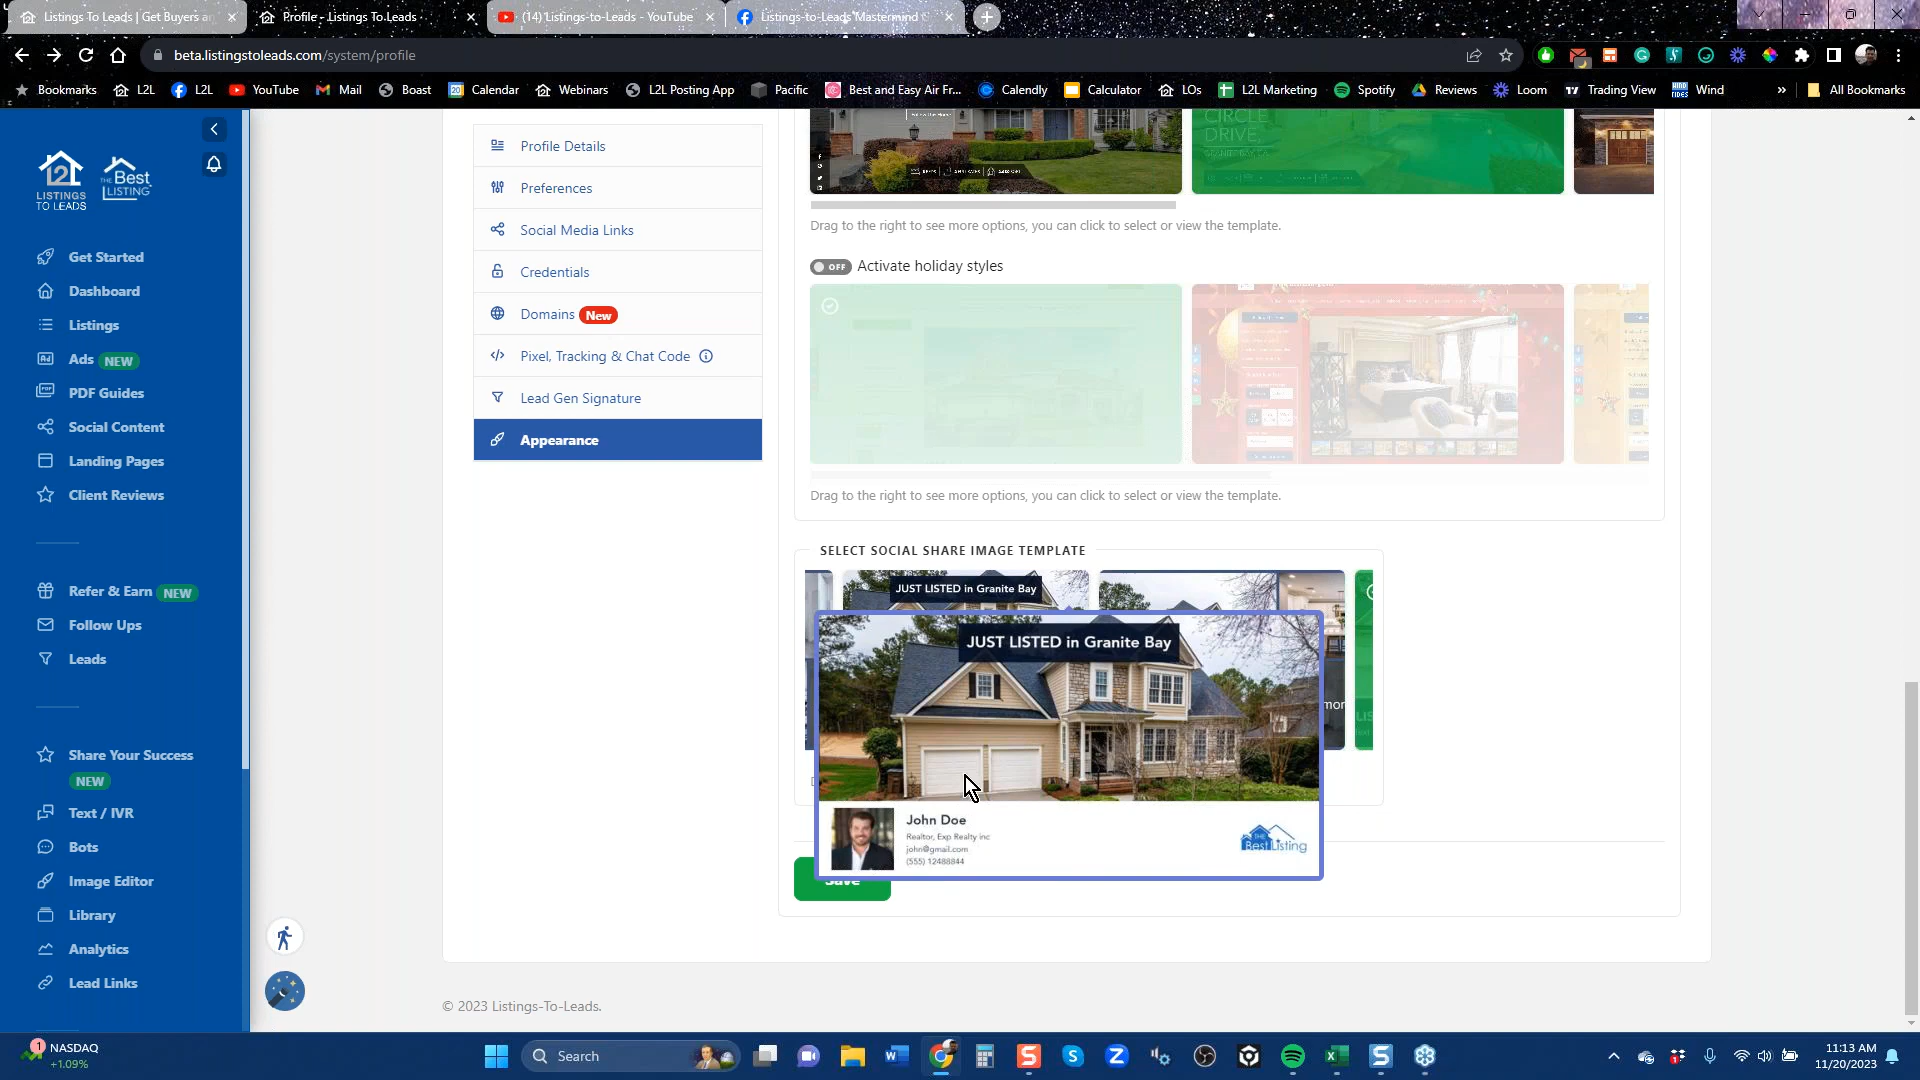 Listings To Leads | Get Buyers a
Profile - Listings To Leads
(14) Listings-to-Leads - YouTube
Listings-to-Leads Mastermind
beta.listingstoleads.com/system/profile
Bookmarks
L2L
L2L
YouTube
Mail
Boast
Calendar
Webinars
L2L Posting App
Pacific
Best and Easy Air Fr...
Calendly
Calculator
LOs
L2L Marketing
Spotify
Reviews
Loom
Trading View
Wind
All Bookmarks
L2L
LISTINGS
TO LEADS
THE
Best
LISTING
Get Started
Dashboard
Listings
Ads NEW
PDF Guides
Social Content
Landing Pages
Client Reviews
Refer & Earn NEW
Follow Ups
Leads
Share Your Success
NEW
Text / IVR
Bots
Image Editor
Library
Analytics
Lead Links
Profile Details
Preferences
Social Media Links
Credentials
Domains New
Pixel, Tracking & Chat Code
Lead Gen Signature
Appearance
CIRCLE
DRIVE,
Drag to the right to see more options, you can click to select or view the template.
OFF Activate holiday styles
Drag to the right to see more options, you can click to select or view the template.
SELECT SOCIAL SHARE IMAGE TEMPLATE
JUST LISTED in Granite Bay
JUST LISTED in Granite Bay
mor
John Doe
Realtor, Exp Realty inc
john@gmail.com
(555) 12488844
THE
Best Listing
Save
© 2023 Listings-To-Leads.
1
NASDAQ
+1.09%
Search
11:13 AM
11/20/2023